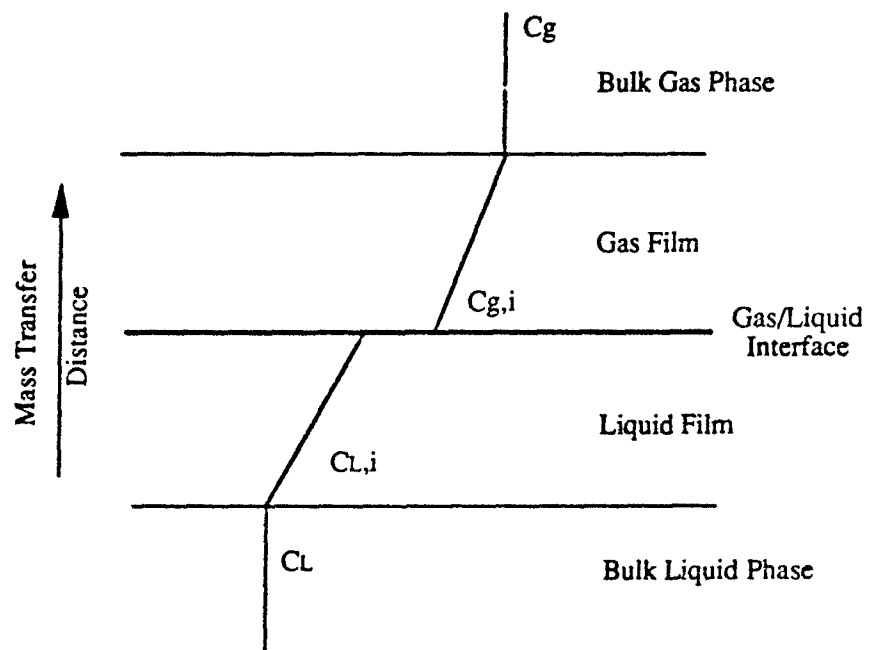 Cg
Bulk Gas Phase
Gas Film
Cg,i
Gas/Liquid
Interface
Mass Transfer
Distance
Liquid Film
CL,i
CL
Bulk Liquid Phase